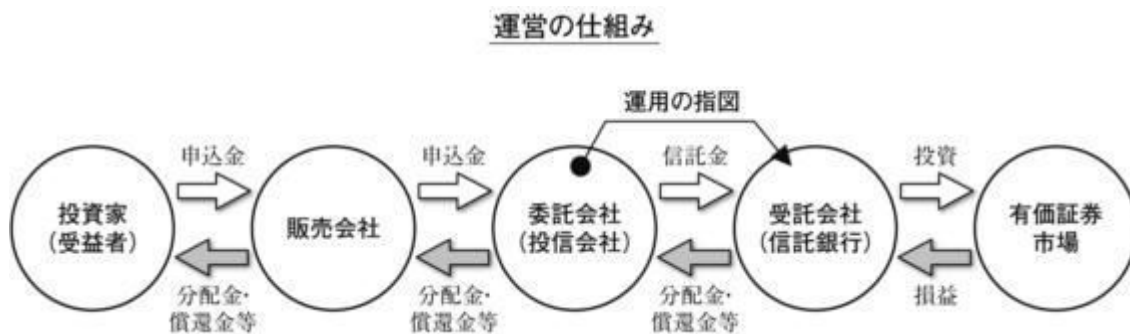 運営の仕組み
運用の指図
申込金
申込金
信託金
投資
投資家
(受益者)
販売会社
委託会社
(投信会社)
受託会社
(信託銀行)
有価証券
市場
分配金・
償還金等
分配金・
償還金等
分配金・
償還金等
損益